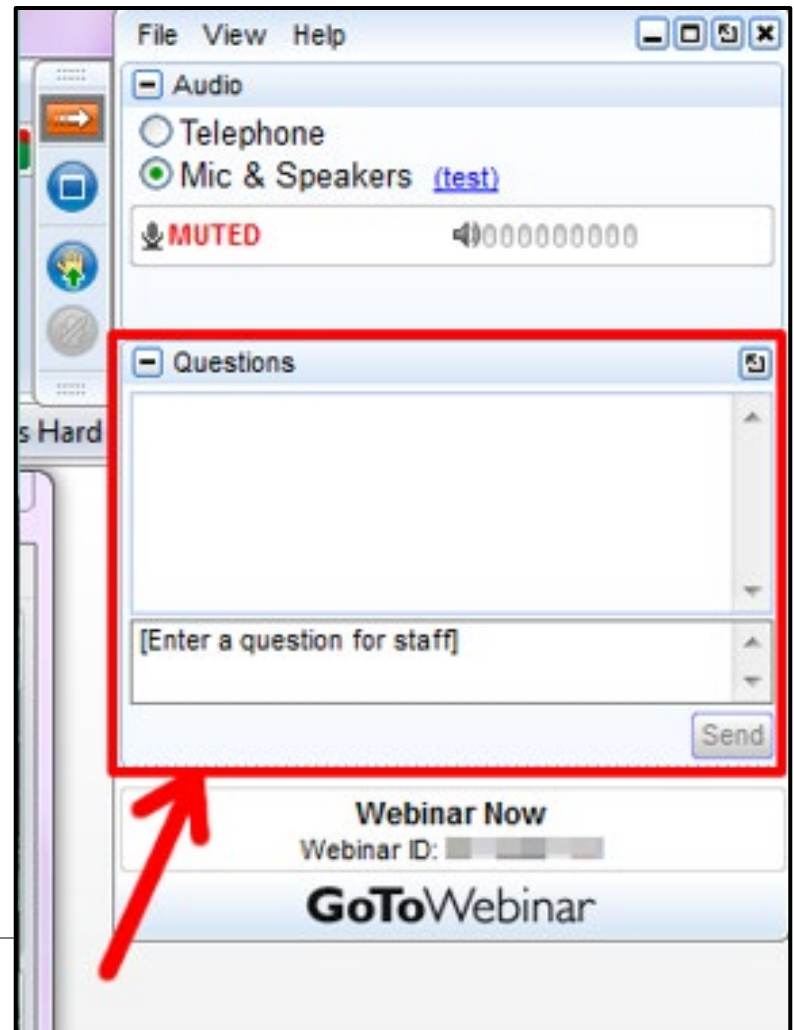 File View Help
Audio
Telephone
Mic & Speakers (test)
MUTED
Questions
s Hard
[Enter a question for staff]
Send
Webinar Now
Webinar ID:
GoToWebinar